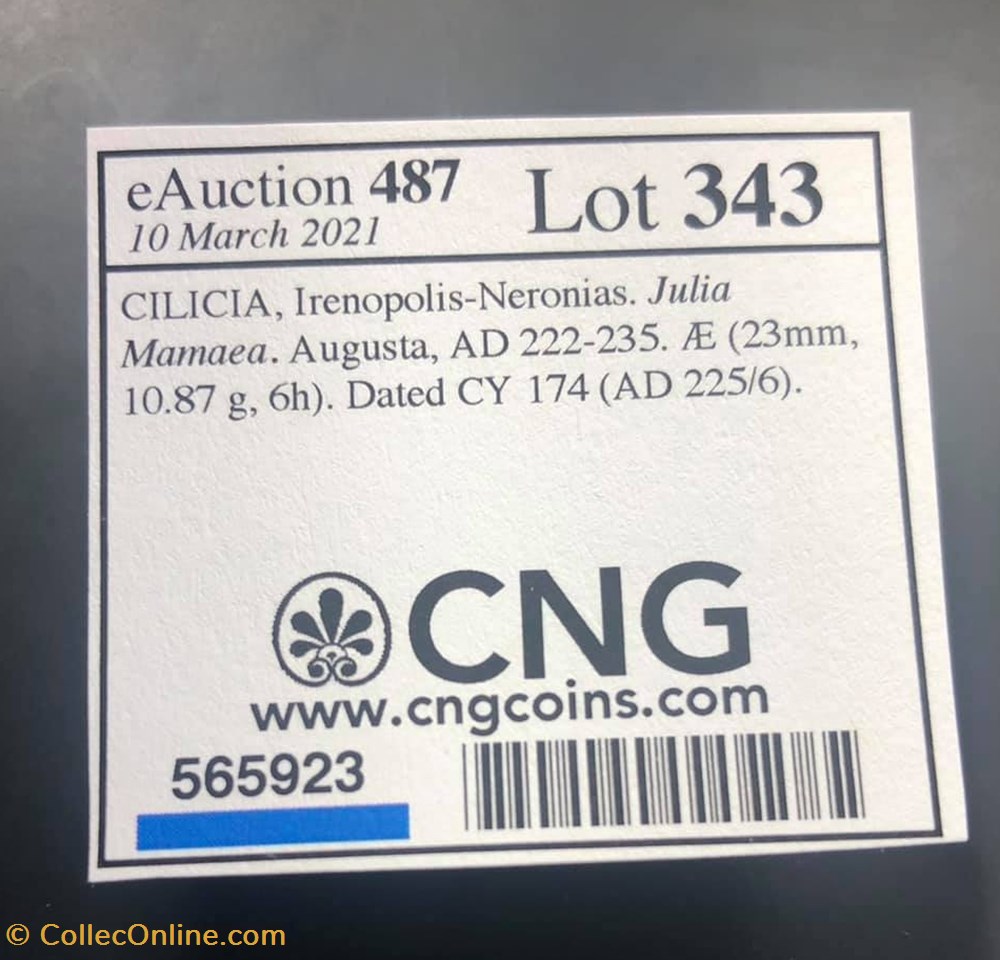 eAuction 487
10 March 2021
Lot 343
CILICIA, Irenopolis-Neronias. Julia
Mamaea. Augusta, AD 222-235. Æ (23mm,
10.87 g, 6h). Dated CY 174 (AD 225/6).
CNG
www.cngcoins.com
565923
© CollecOnline.com